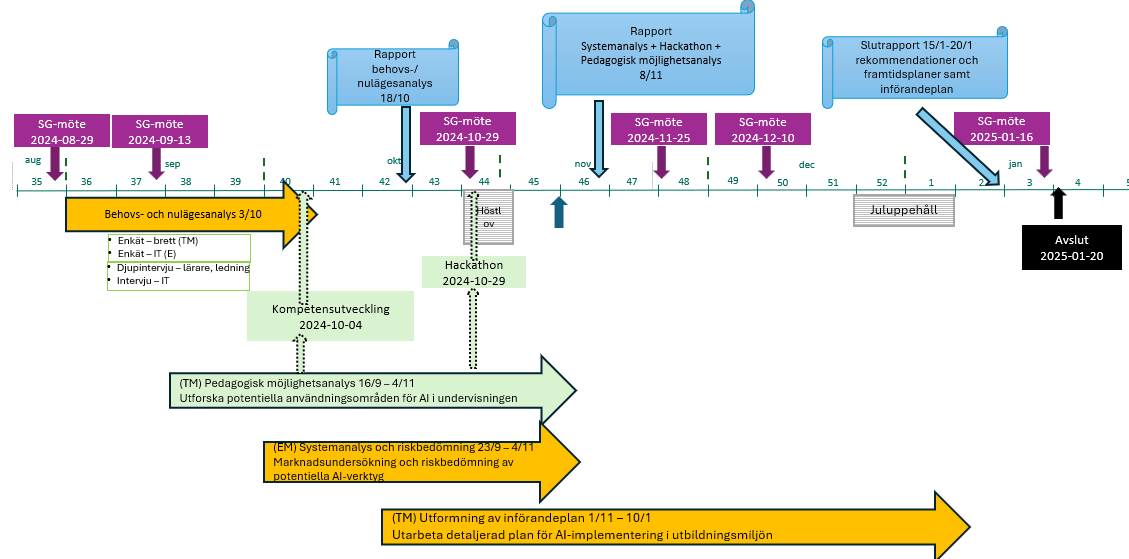 Rapport
behovs-/
nulägesanalys
18/10
Rapport
Systemanalys + Hackathon +
Pedagogisk möjlighetsanalys
8/11
Slutrapport 15/1-20/1
rekommendationer och
framtidsplaner samt
införandeplan
SG-möte
2024-08-29
SG-möte
2024-09-13
SG-möte
2024-10-29
SG-möte
2024-11-25
SG-möte
2024-12-10
SG-möte
2025-01-16
aug
sep
okt
nov
dec
jan
35 36 37 38 39 40 41 42 43 44 45 46 47 48 49 50 51 52 1 2 3 4 5
Behovs- och nulägesanalys 3/10
Höstl
ov
Juluppehåll
• Enkät – brett (TM)
• Enkät – IT (E)
• Djupintervju – lärare, ledning
• Intervju – IT
Avslut
2025-01-20
Hackathon
2024-10-29
Kompetensutveckling
2024-10-04
(TM) Pedagogisk möjlighetsanalys 16/9 – 4/11
Utforska potentiella användningsområden för AI i undervisningen
(EM) Systemanalys och riskbedömning 23/9 – 4/11
Marknadsundersökning och riskbedömning av
potentiella AI-verktyg
(TM) Utformning av införandeplan 1/11 – 10/1
Utarbeta detaljerad plan för AI-implementering i utbildningsmiljön